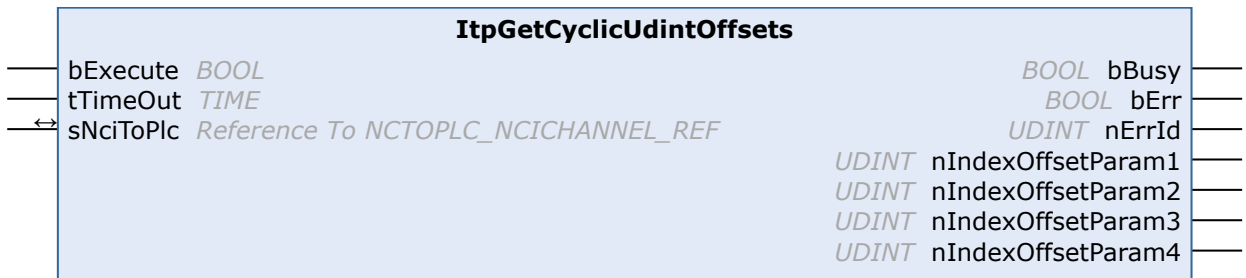 ItpGetCyclicUdintOffsets
bExecute BOOL BOOL bBusy
tTimeOut TIME BOOL bErr
sNciToPlc Reference To NCTOPLC_NCICHANNEL_REF UDINT nErrId
UDINT nIndexOffsetParam1
UDINT nIndexOffsetParam2
UDINT nIndexOffsetParam3
UDINT nIndexOffsetParam4